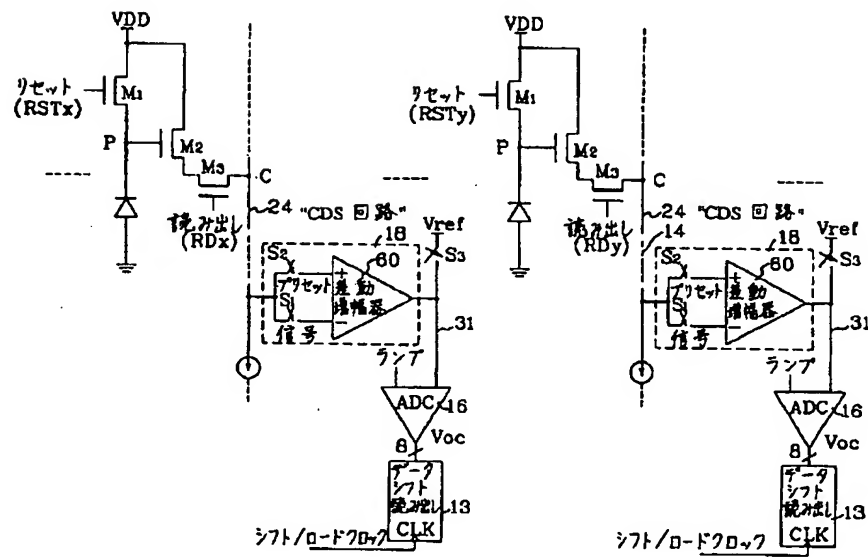 VDD
リセット
(RSTx)
M1
P
M2
M3
C
読み出し
(RDx)
24
"CDS 回路"
18
Vref
S2
60
S3
+
プリセット
差動
増幅器
S1
信号
-
31
ランプ
ADC
16
8
Voc
データ
シフト
読み出し
13
CLK
シフト/ロードクロック
VDD
リセット
(RSTy)
M1
P
M2
M3
C
読み出し
(RDy)
24
"CDS 回路"
14
18
Vref
S2
60
S3
+
プリセット
差動
増幅器
S1
信号
-
31
ランプ
ADC
16
8
Voc
データ
シフト
読み出し
13
CLK
シフト/ロードクロック